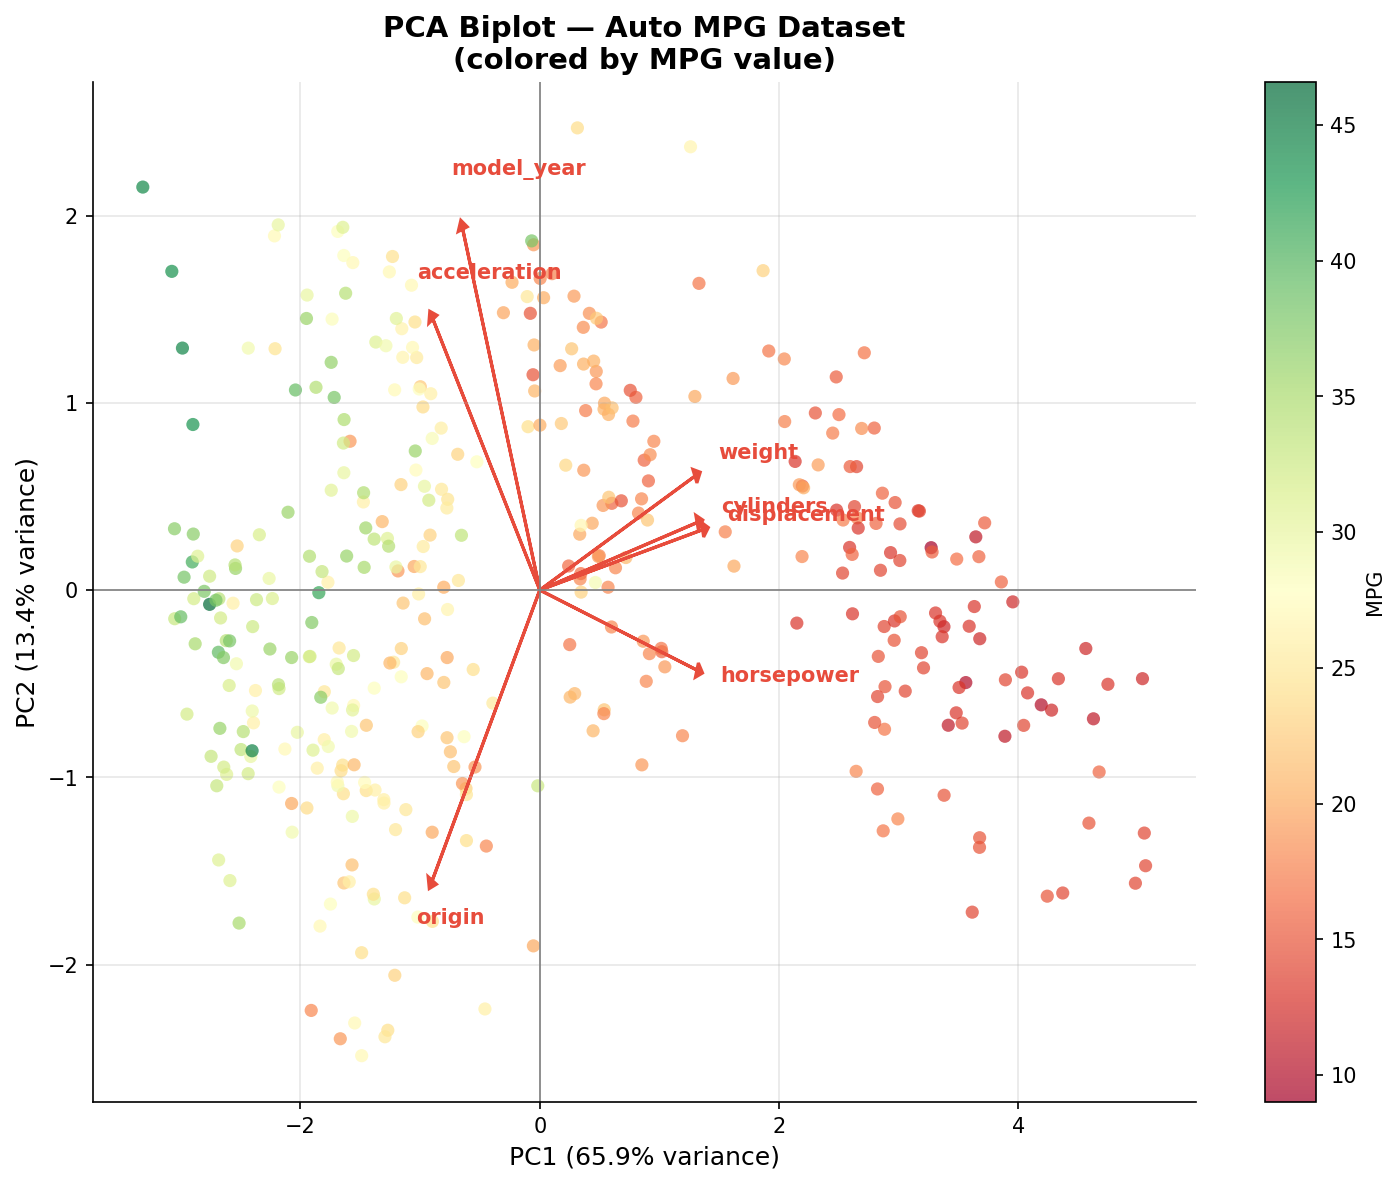 PCA Biplot — Auto MPG Dataset
(colored by MPG value)
model_year
acceleration
weight
cylinders
displacement
horsepower
origin
2
1
0
−1
−2
PC2 (13.4% variance)
−2
0
2
4
PC1 (65.9% variance)
45
40
35
30
25
20
15
10
MPG